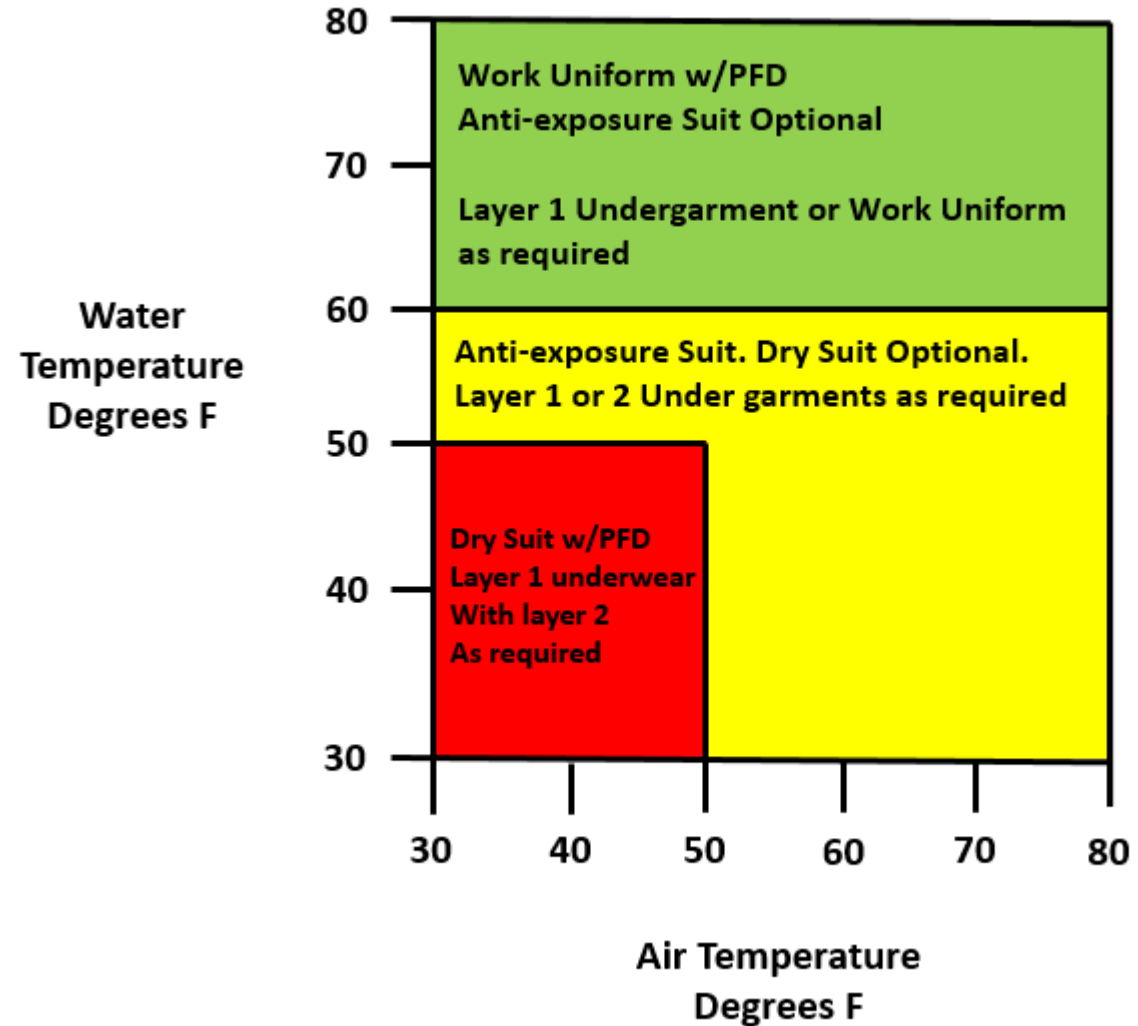 80
Work Uniform w/PFD
Anti-exposure Suit Optional
70
Layer 1 Undergarment or Work Uniform
as required
60
Water
Temperature
Degrees F
Anti-exposure Suit. Dry Suit Optional.
Layer 1 or 2 Under garments as required
50
Dry Suit w/PFD
Layer 1 underwear
With layer 2
As required
40
30
30 40 50 60 70 80
Air Temperature
Degrees F